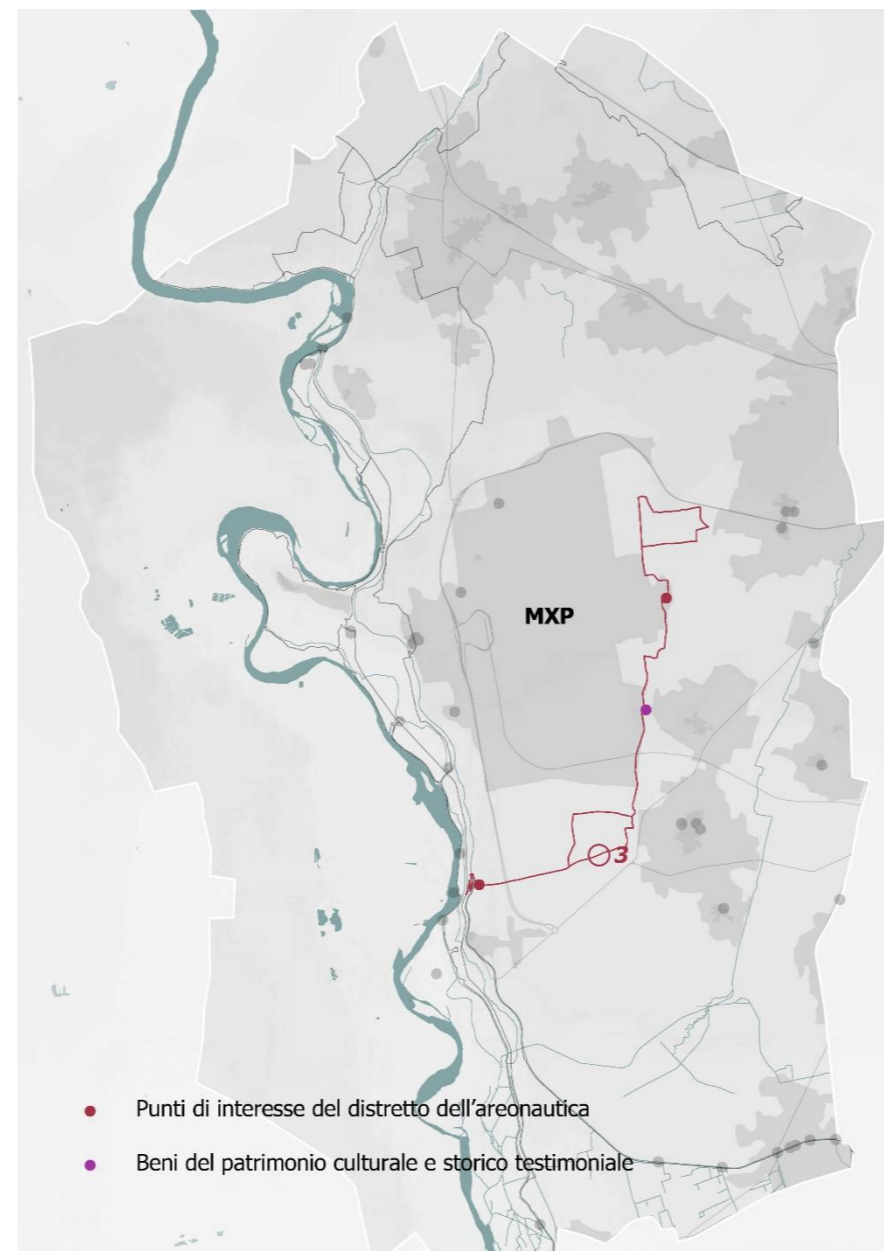 MXP
3
Punti di interesse del distretto dell'areonautica
Beni del patrimonio culturale e storico testimoniale